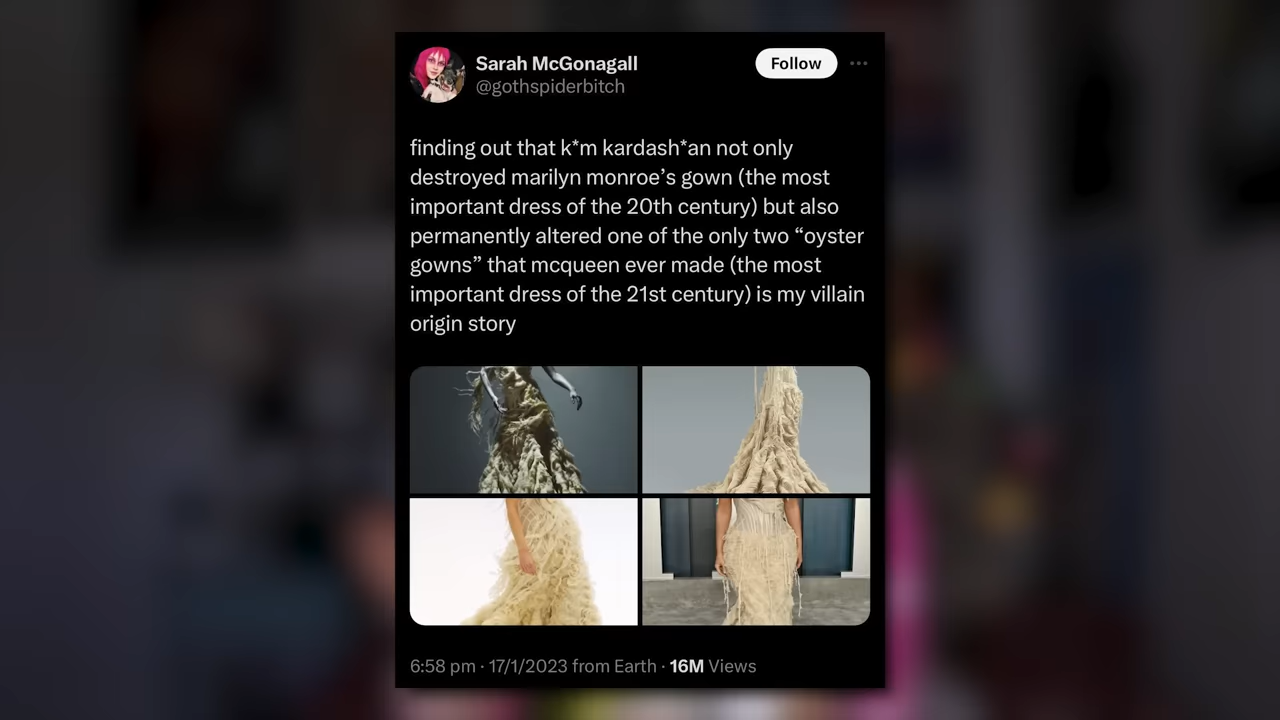 Sarah McGonagall
Follow
@gothspiderbitch
finding out that k*m kardash*an not only
destroyed marilyn monroe’s gown (the most
important dress of the 20th century) but also
permanently altered one of the only two “oyster
gowns” that mcqueen ever made (the most
important dress of the 21st century) is my villain
origin story
6:58 pm · 17/1/2023 from Earth · 16M Views